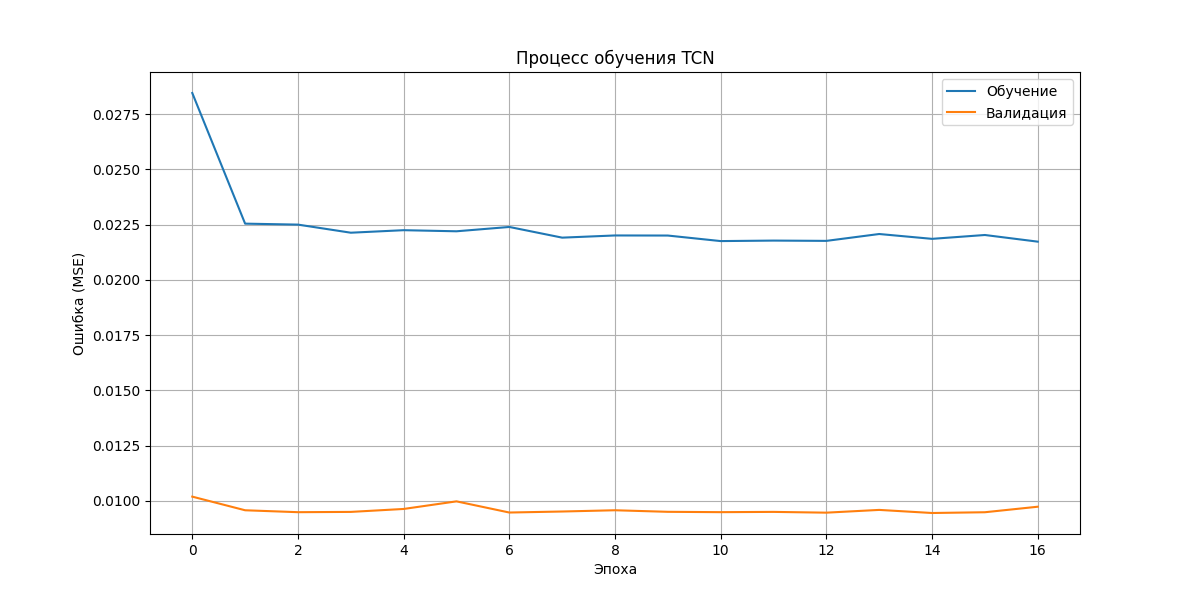 Процесс обучения TCN
Обучение
Валидация
Ошибка (MSE)
0.0275
0.0250
0.0225
0.0200
0.0175
0.0150
0.0125
0.0100
0 2 4 6 8 10 12 14 16
Эпоха